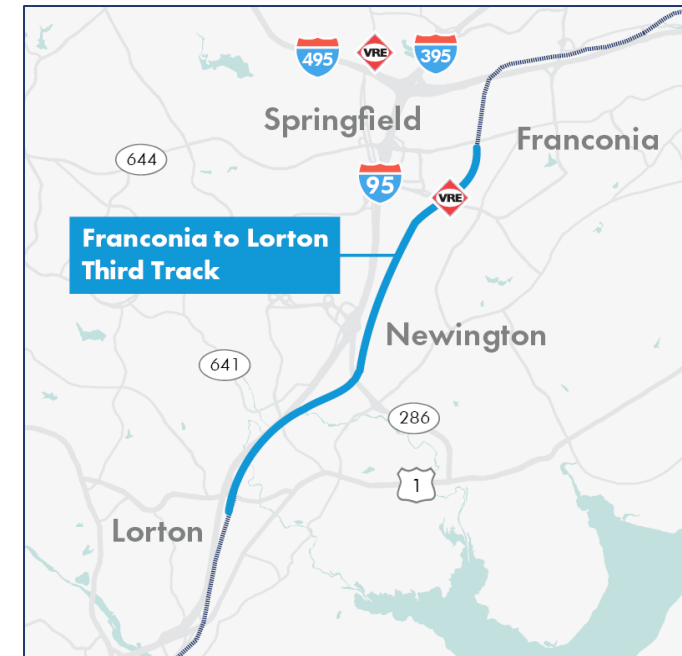 495
VRE
395
Springfield
Franconia
644
95
VRE
Franconia to Lorton
Third Track
Newington
641
286
1
Lorton